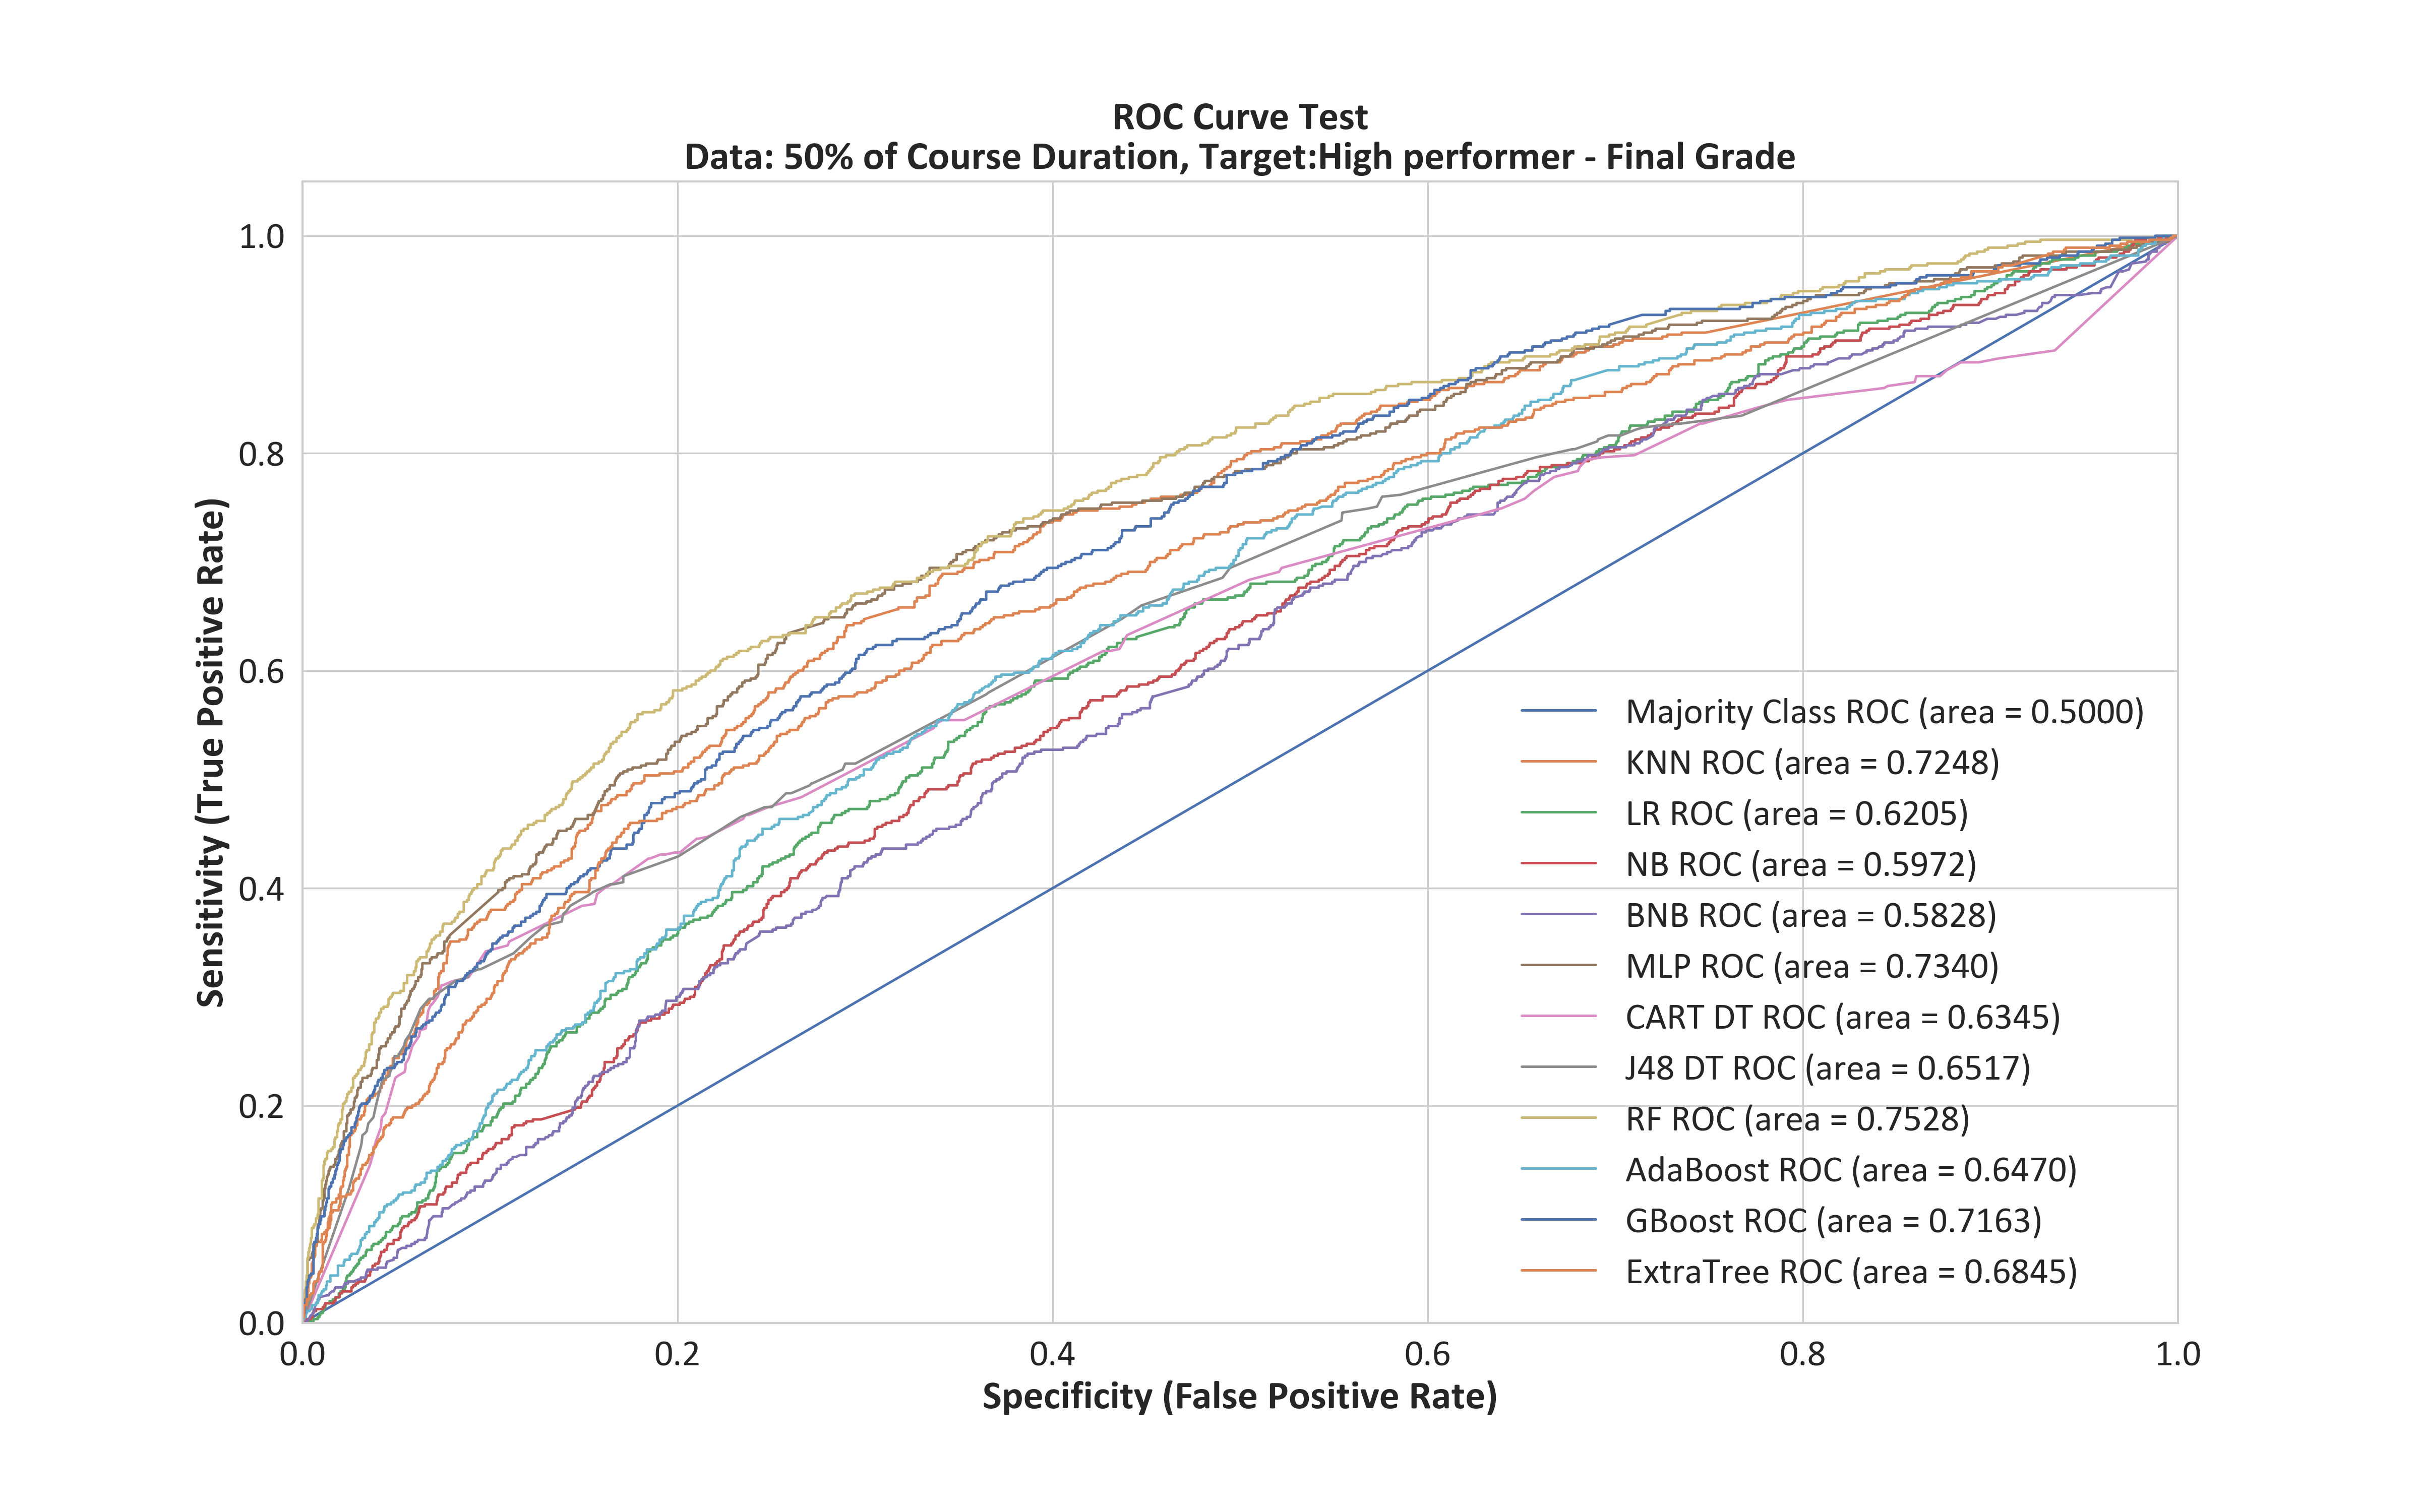 ROC Curve Test
Data: 50% of Course Duration, Target:High performer - Final Grade
Sensitivity (True Positive Rate)
1.0
0.8
0.6
0.4
0.2
0.0
Majority Class ROC (area = 0.5000)
KNN ROC (area = 0.7248)
LR ROC (area = 0.6205)
NB ROC (area = 0.5972)
BNB ROC (area = 0.5828)
MLP ROC (area = 0.7340)
CART DT ROC (area = 0.6345)
J48 DT ROC (area = 0.6517)
RF ROC (area = 0.7528)
AdaBoost ROC (area = 0.6470)
GBoost ROC (area = 0.7163)
ExtraTree ROC (area = 0.6845)
0.0 0.2 0.4 0.6 0.8 1.0
Specificity (False Positive Rate)